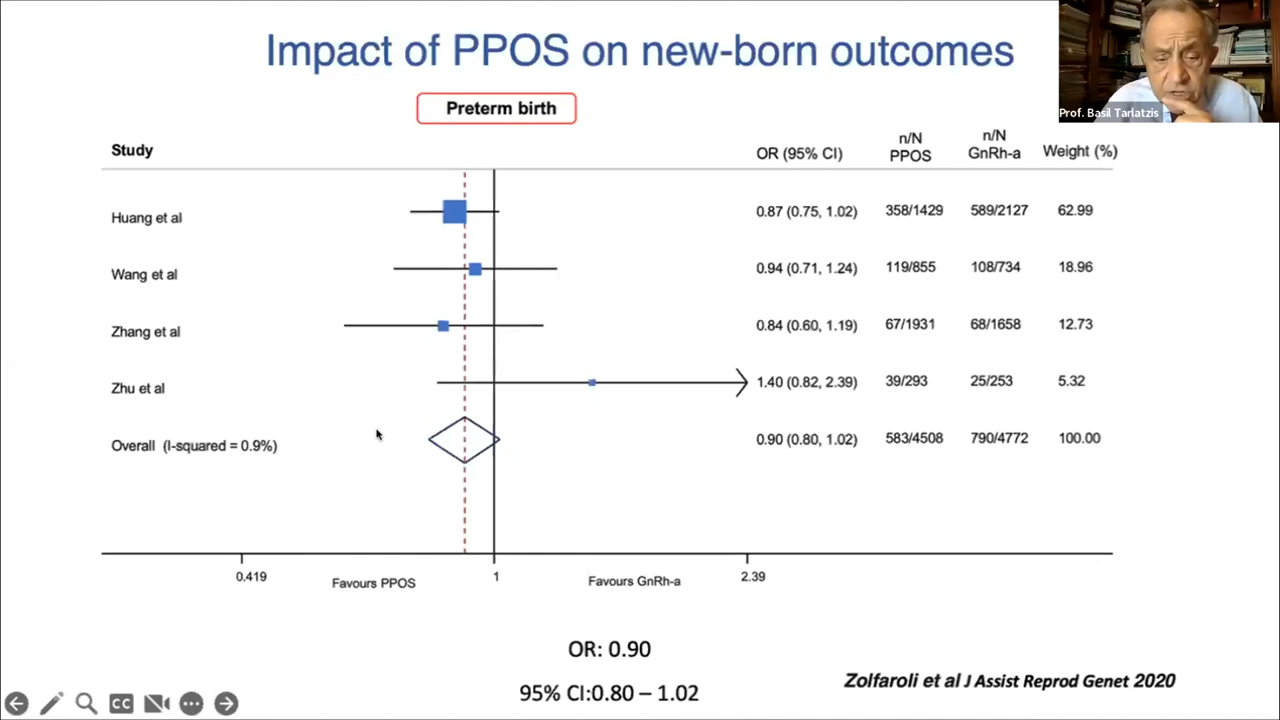 Impact of PPOS on new-born outcomes
Prof. Basil Tarlatzis
Preterm birth
Study OR (95% CI) n/N PPOS n/N GnRh-a Weight (%)
Huang et al 0.87 (0.75, 1.02) 358/1429 589/2127 62.99
Wang et al 0.94 (0.71, 1.24) 119/855 108/734 18.96
Zhang et al 0.84 (0.60, 1.19) 67/1931 68/1658 12.73
Zhu et al 1.40 (0.82, 2.39) 39/293 25/253 5.32
Overall (I-squared = 0.9%) 0.90 (0.80, 1.02) 583/4508 790/4772 100.00
0.419 1 2.39
Favours PPOS Favours GnRh-a
OR: 0.90
95% CI:0.80 – 1.02
Zolfaroli et al J Assist Reprod Genet 2020
CC